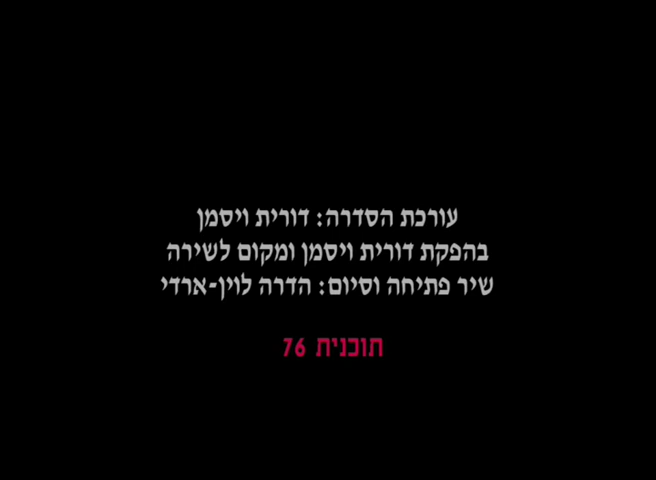 עורכת הסדרה: דורית ויסמן
בהפקת דורית ויסמן ומקום לשירה
שיר פתיחה וסיום: הדרה לוין-ארדי
תוכנית 76